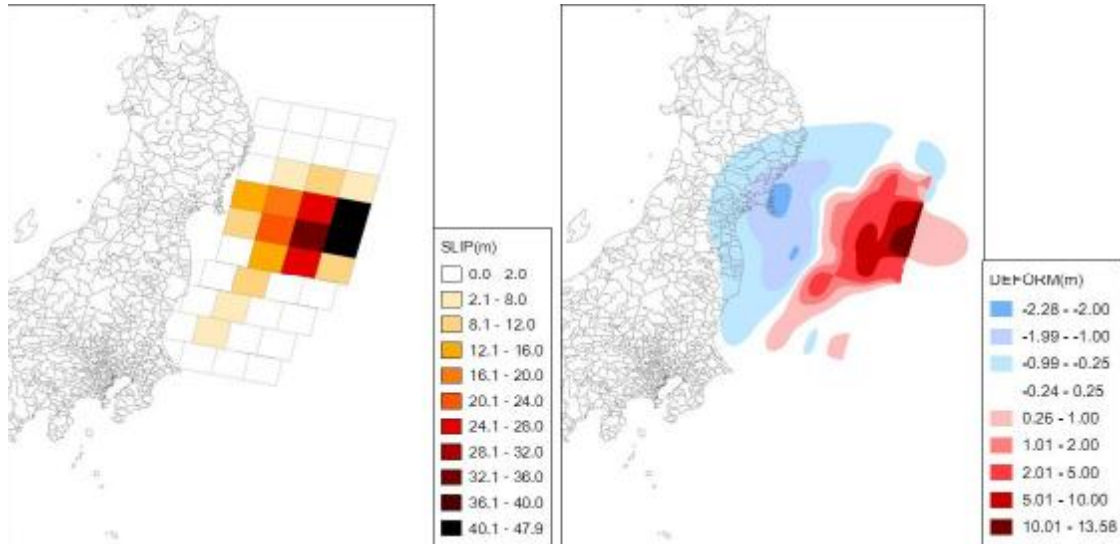 SLIP(m)
0.0 2.0
2.1 - 8.0
8.1 - 12.0
12.1 - 16.0
16.1 - 20.0
20.1 - 24.0
24.1 - 28.0
28.1 - 32.0
32.1 - 36.0
36.1 - 40.0
40.1 - 47.9
DEFORM(m)
-2.28 - -2.00
-1.99 - -1.00
-0.99 - -0.25
-0.24 - 0.25
0.26 - 1.00
1.01 - 2.00
2.01 - 5.00
5.01 - 10.00
10.01 - 13.58